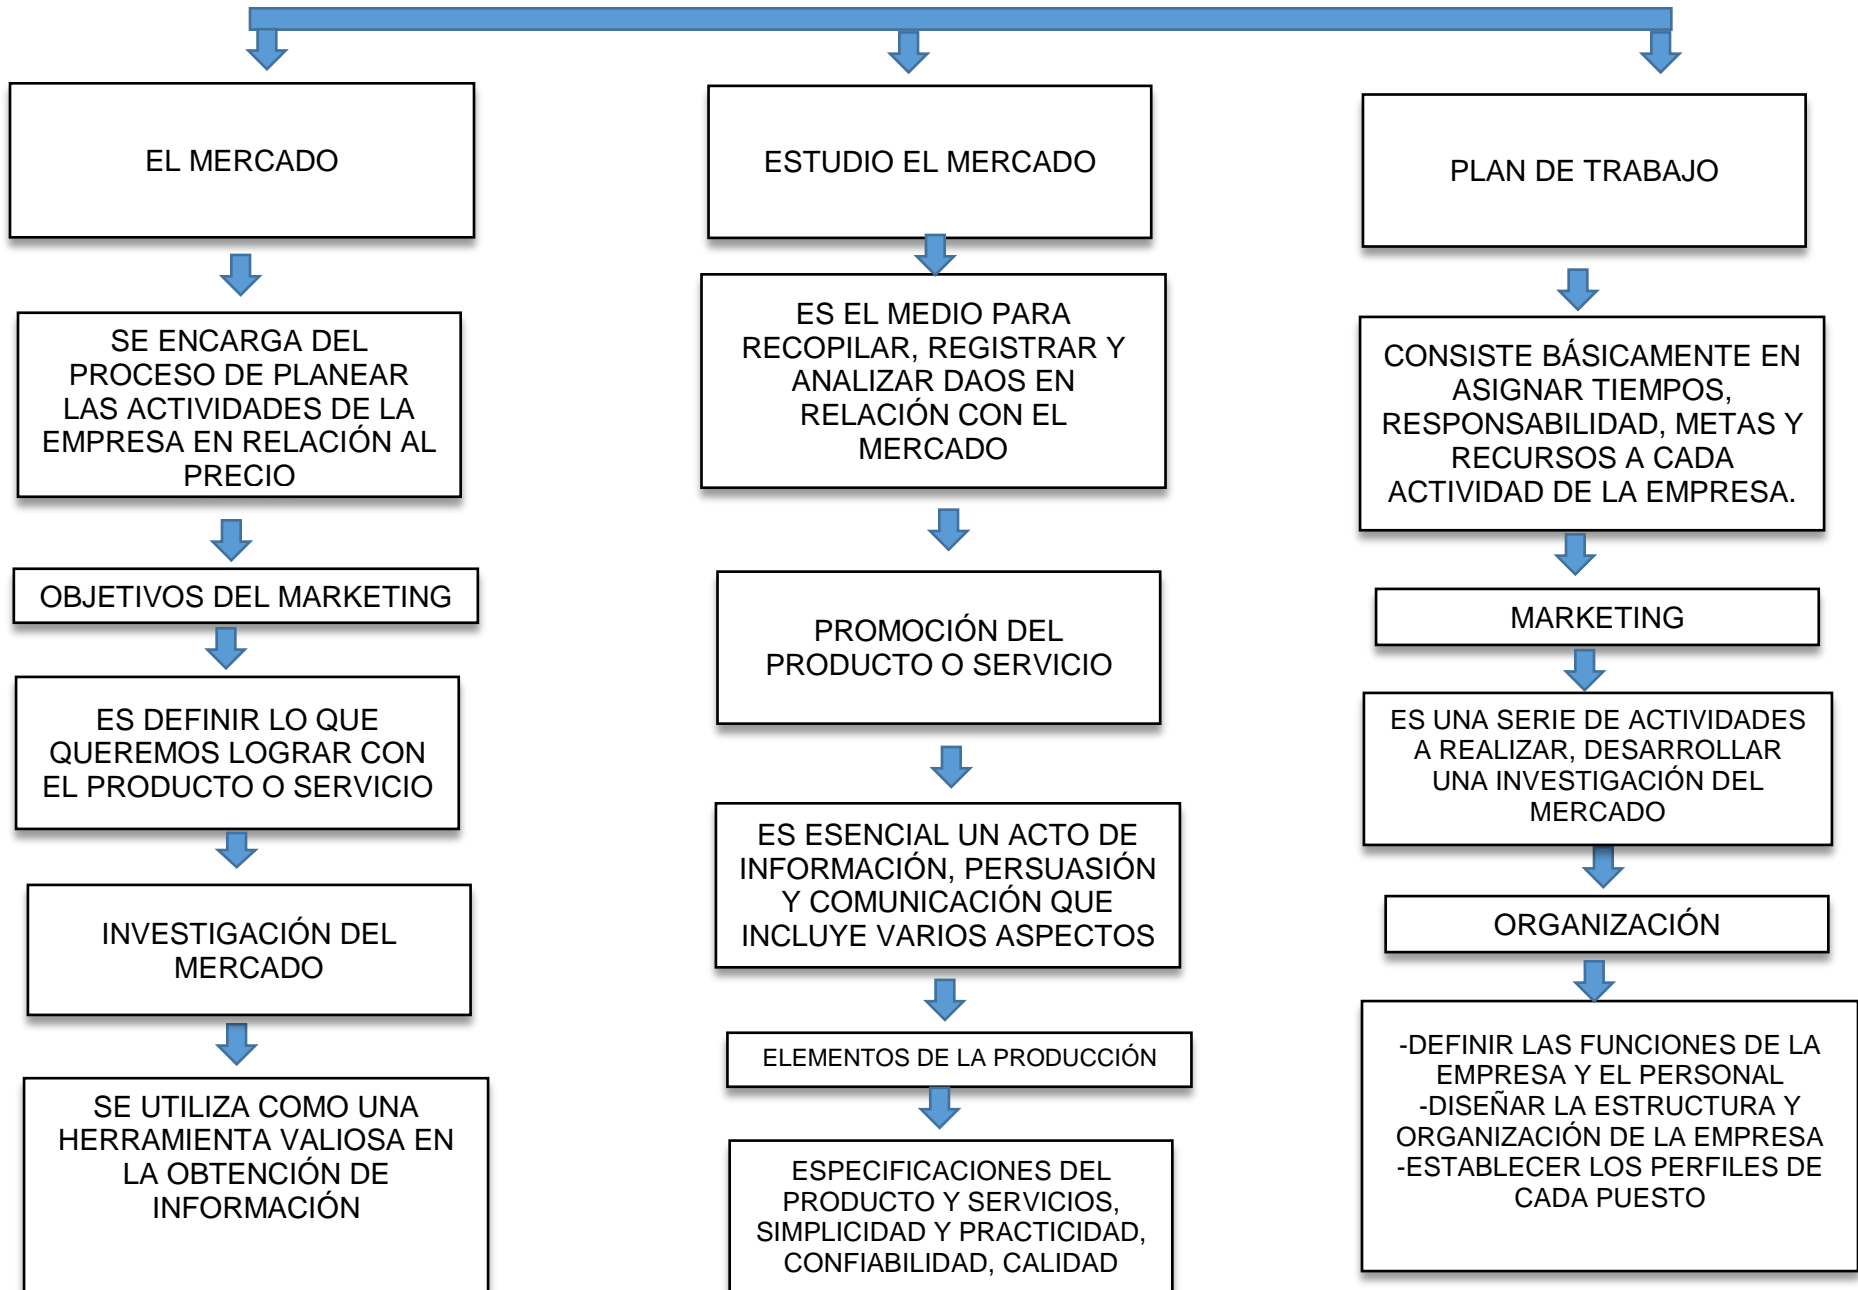 EL MERCADO
SE ENCARGA DEL
PROCESO DE PLANEAR
LAS ACTIVIDADES DE LA
EMPRESA EN RELACIÓN AL
PRECIO
OBJETIVOS DEL MARKETING
ES DEFINIR LO QUE
QUEREMOS LOGRAR CON
EL PRODUCTO O SERVICIO
INVESTIGACIÓN DEL
MERCADO
SE UTILIZA COMO UNA
HERRAMIENTA VALIOSA EN
LA OBTENCIÓN DE
INFORMACIÓN
ESTUDIO EL MERCADO
ES EL MEDIO PARA
RECOPILAR, REGISTRAR Y
ANALIZAR DAOS EN
RELACIÓN CON EL
MERCADO
PROMOCIÓN DEL
PRODUCTO O SERVICIO
ES ESENCIAL UN ACTO DE
INFORMACIÓN, PERSUASIÓN
Y COMUNICACIÓN QUE
INCLUYE VARIOS ASPECTOS
ELEMENTOS DE LA PRODUCCIÓN
ESPECIFICACIONES DEL
PRODUCTO Y SERVICIOS,
SIMPLICIDAD Y PRACTICIDAD,
CONFIABILIDAD, CALIDAD
PLAN DE TRABAJO
CONSISTE BÁSICAMENTE EN
ASIGNAR TIEMPOS,
RESPONSABILIDAD, METAS Y
RECURSOS A CADA
ACTIVIDAD DE LA EMPRESA.
MARKETING
ES UNA SERIE DE ACTIVIDADES
A REALIZAR, DESARROLLAR
UNA INVESTIGACIÓN DEL
MERCADO
ORGANIZACIÓN
-DEFINIR LAS FUNCIONES DE LA
EMPRESA Y EL PERSONAL
-DISEÑAR LA ESTRUCTURA Y
ORGANIZACIÓN DE LA EMPRESA
-ESTABLECER LOS PERFILES DE
CADA PUESTO